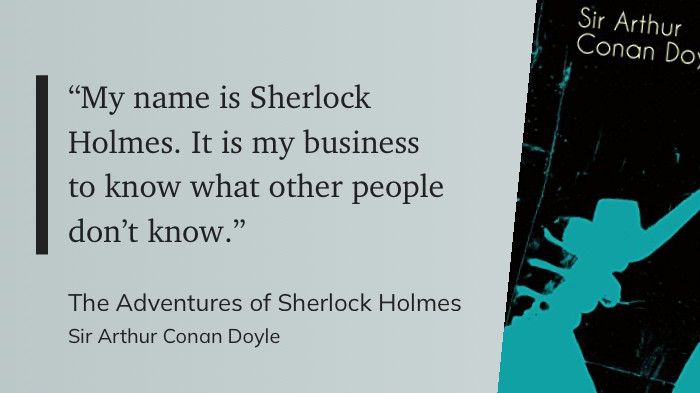 “My name is Sherlock
Holmes. It is my business
to know what other people
don’t know.”
The Adventures of Sherlock Holmes
Sir Arthur Conan Doyle
Sir Arthur
Conan